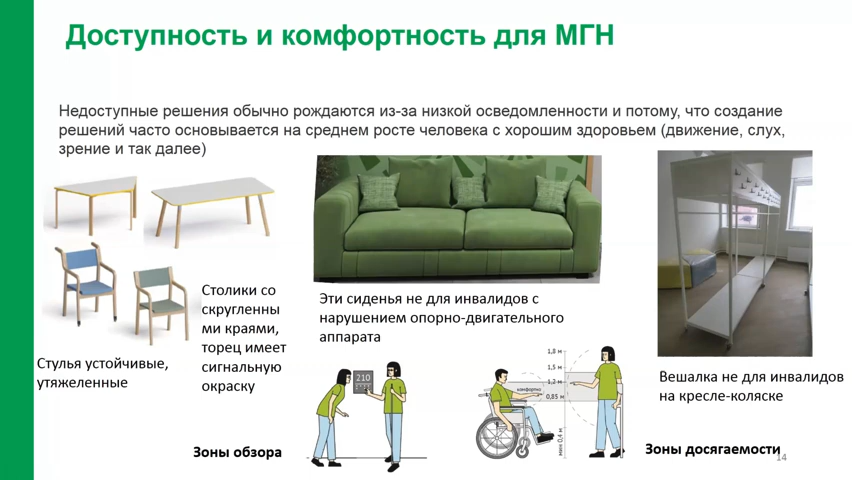 Доступность и комфортность для МГН
Недоступные решения обычно рождаются из-за низкой осведомленности и потому, что создание
решений часто основывается на среднем росте человека с хорошим здоровьем (движение, слух,
зрение и так далее)
Столики со
скругленны
ми краями,
торец имеет
сигнальную
окраску
Стулья устойчивые,
утяжеленные
Эти сиденья не для инвалидов с
нарушением опорно-двигательного
аппарата
Вешалка не для инвалидов
на кресле-коляске
210
Зоны обзора
1,8 м
1,5 м
1,2 м
0,85 м
комфортно
мин 0,4 м
Зоны досягаемости
14